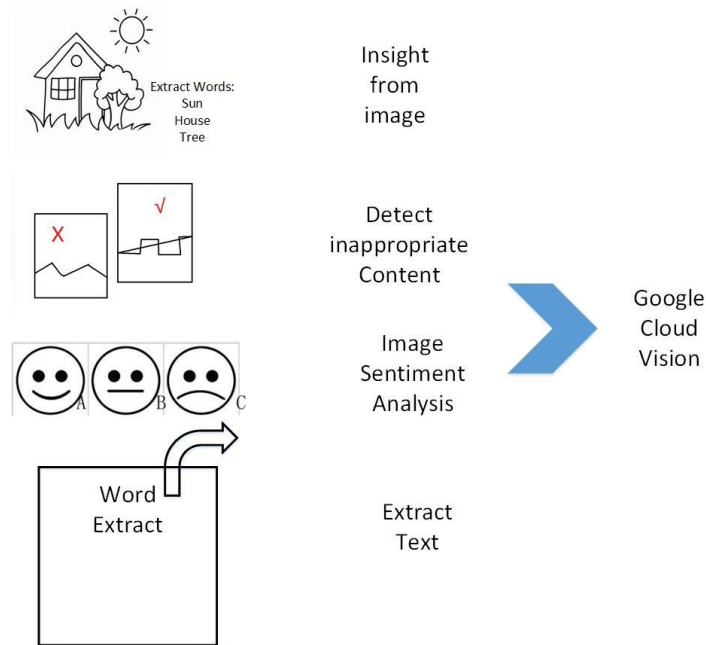 Extract Words:
Sun
House
Tree
Insight
from
image
X
√
Detect
inappropriate
Content
A
B
C
Image
Sentiment
Analysis
Google
Cloud
Vision
Word
Extract
Extract
Text